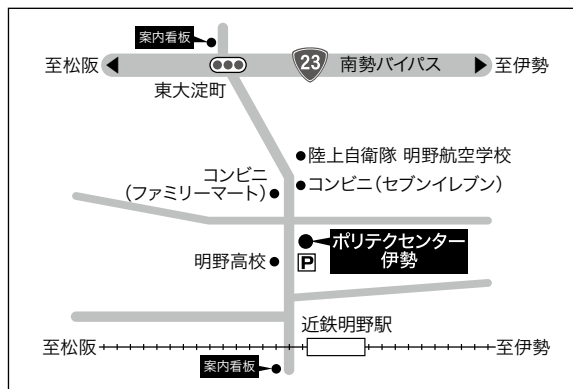 案内看板
至松阪
23
南勢バイパス
至伊勢
東大淀町
陸上自衛隊 明野航空学校
コンビニ
(ファミリーマート)
コンビニ(セブンイレブン)
ポリテクセンター
伊勢
明野高校
P
近鉄明野駅
至松阪
至伊勢
案内看板